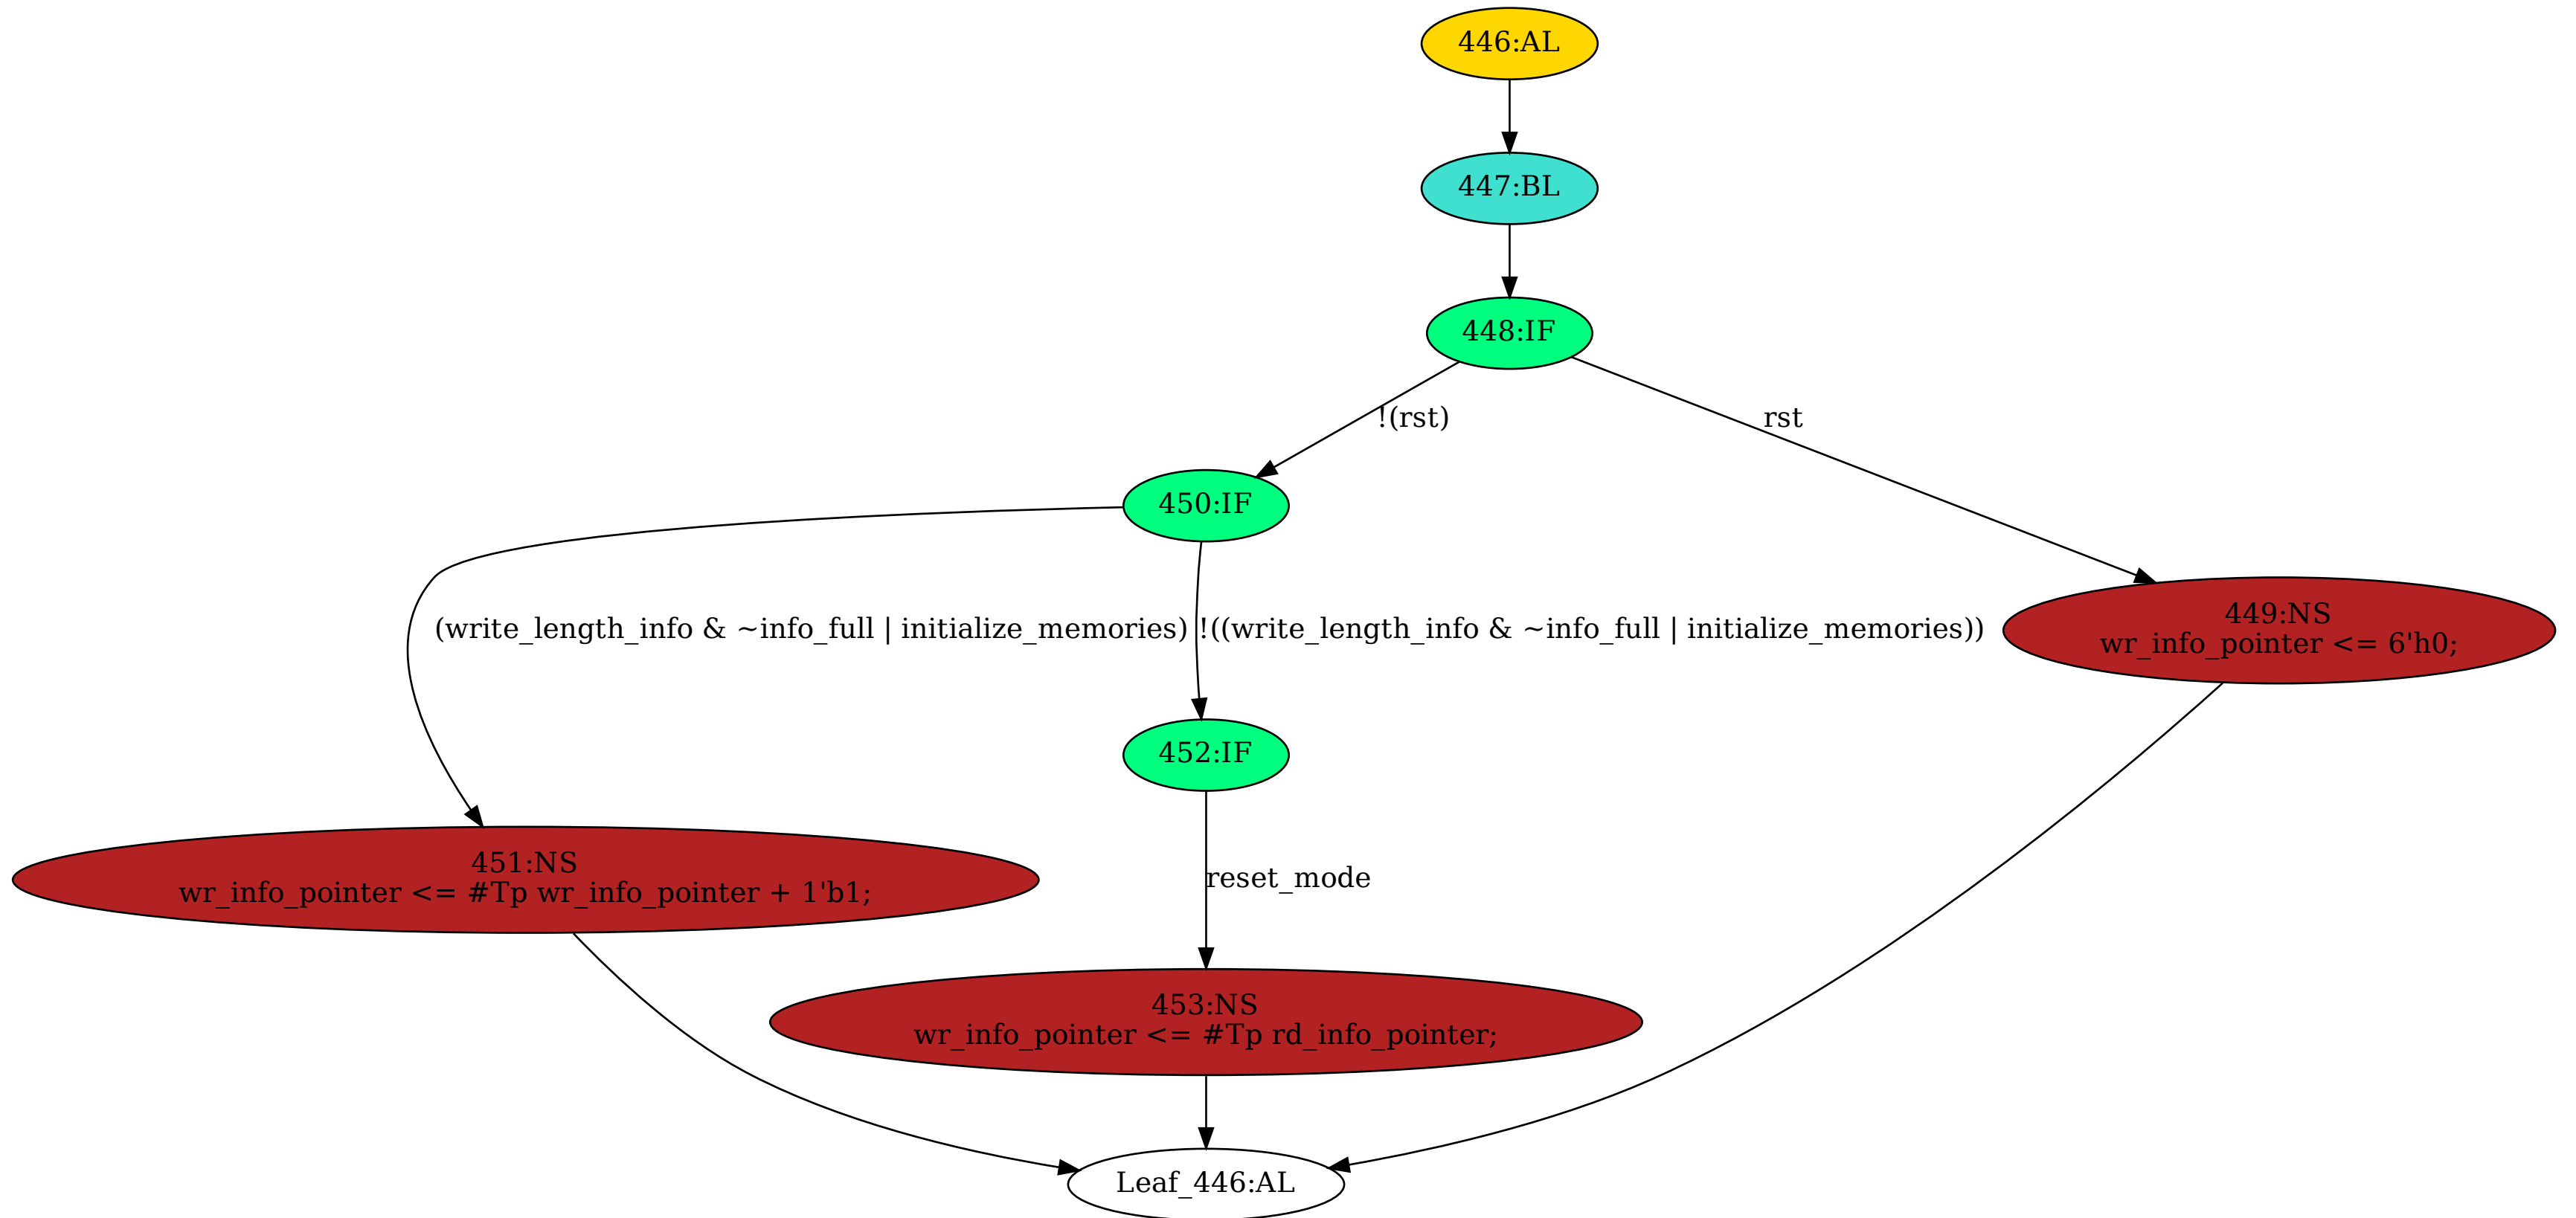 446:AL
447:BL
448:IF
!(rst)
rst
450:IF
(write_length_info & ~info_full | initialize_memories)
!((write_length_info & ~info_full | initialize_memories))
449:NS
wr_info_pointer <= 6'h0;
452:IF
451:NS
wr_info_pointer <= #Tp wr_info_pointer + 1'b1;
reset_mode
453:NS
wr_info_pointer <= #Tp rd_info_pointer;
Leaf_446:AL